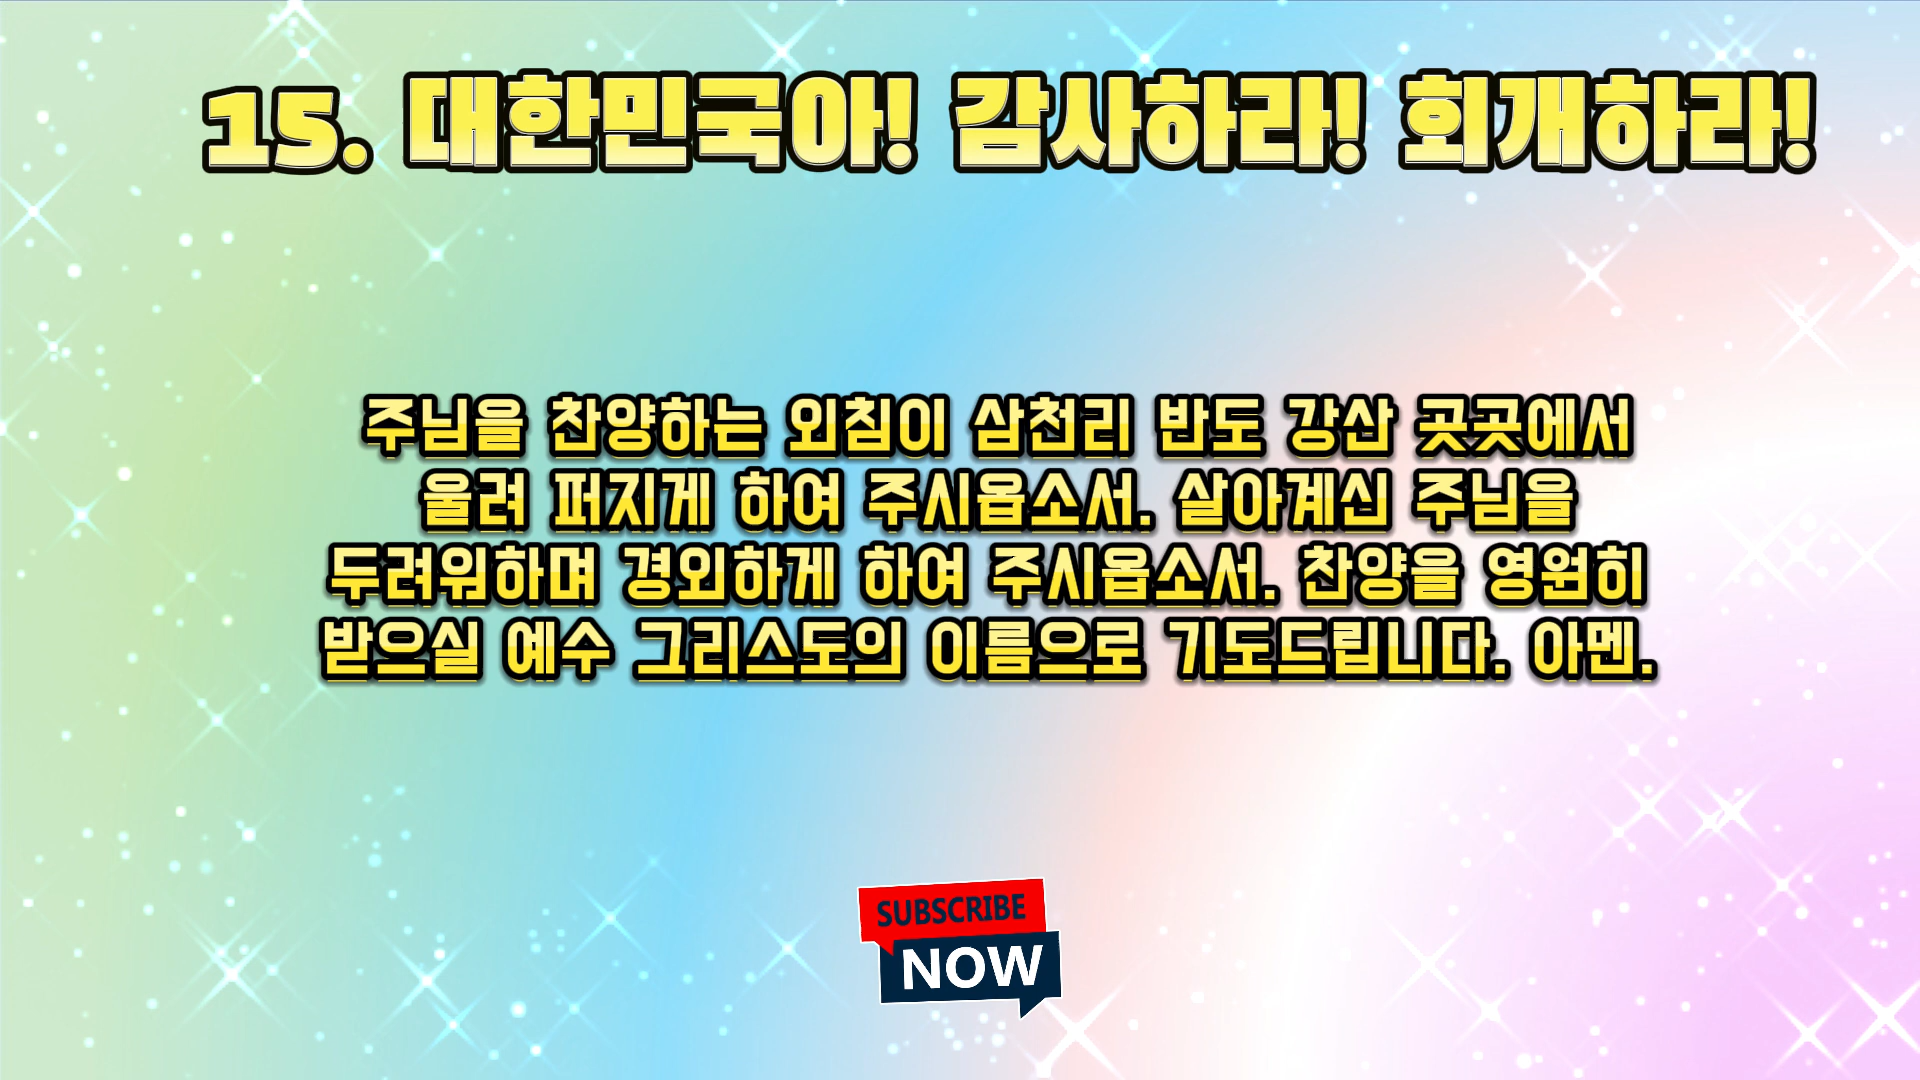 15. 대한민국아! 감사하라! 회개하라!
주님을 찬양하는 외침이 삼천리 반도 강산 곳곳에서
울려 퍼지게 하여 주시옵소서. 살아계신 주님을
두려워하며 경외하게 하여 주시옵소서. 찬양을 영원히
받으실 예수 그리스도의 이름으로 기도드립니다. 아멘.
SUBSCRIBE
NOW